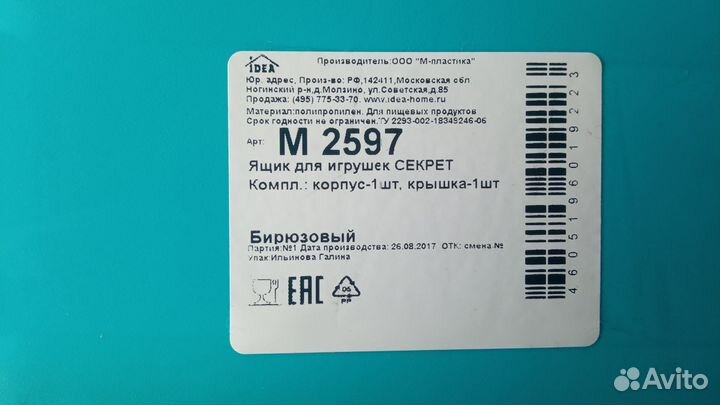 IDEA
Производитель:ООО "М-пластика"
Юр. адрес, Произ-во: РФ,142411,Московская обл
Ногинский р-н,д.Молзино, ул.Советская,д.85
Продажа: (495) 775-33-70. www.idea-home.ru
Материал:полипропилен. Для пищевых продуктов
Срок годности не ограничен.ТУ 2293-002-18349246-06
Арт: М 2597
Ящик для игрушек СЕКРЕТ
Компл.: корпус-1шт, крышка-1шт
Бирюзовый
Партия:№1 Дата производства: 26.08.2017 ОТК: смена №
Упак:Ильинова Галина
EAC
05
PP
4605196019223
Avito